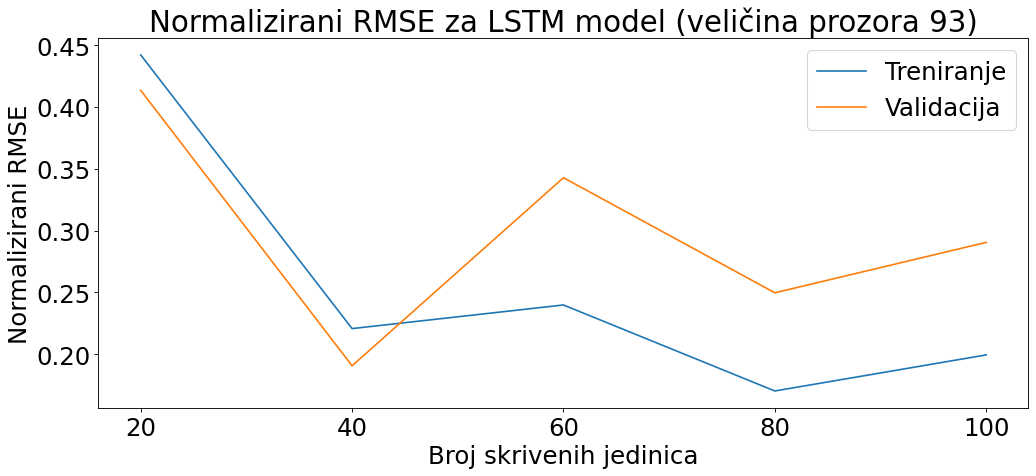 Normalizirani RMSE za LSTM model (veličina prozora 93)
Treniranje
Validacija
Normalizirani RMSE
0.45
0.40
0.35
0.30
0.25
0.20
20 40 60 80 100
Broj skrivenih jedinica